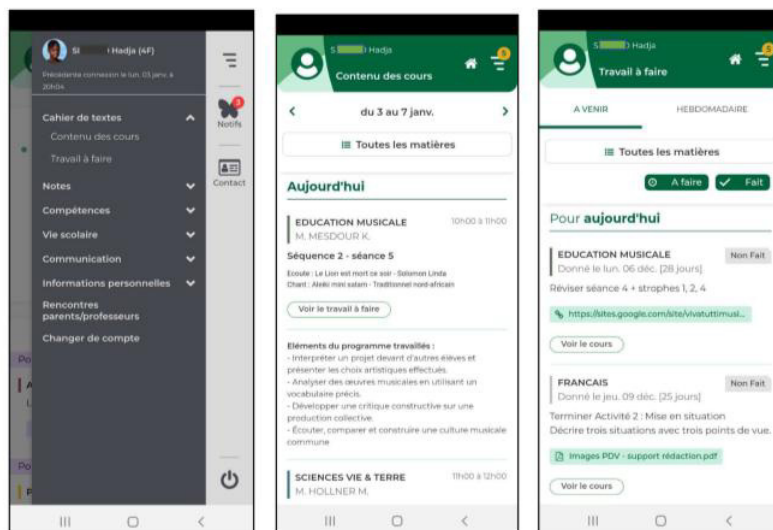 SI Hadja (4F)
Précédente connexion le lun. 03 janv. à
20h04
Cahier de textes
Contenu des cours
Travail à faire
Notes
Compétences
Vie scolaire
Communication
Informations personnelles
Rencontres
parents/professeurs
Changer de compte
3
Notifs
Contact
Po
Po
S Hadja
Contenu des cours
5
du 3 au 7 janv.
Toutes les matières
Aujourd'hui
EDUCATION MUSICALE
10h00 à 11h00
M. MESDOUR K.
Séquence 2 - séance 5
Ecoute : Le Lion est mort ce soir - Solomon Linda
Chant : Aleiki mini salam - Traditionnel nord-africain
Voir le travail à faire
Eléments du programme travaillés :
- Interpréter un projet devant d'autres élèves et
présenter les choix artistiques effectués.
- Analyser des œuvres musicales en utilisant un
vocabulaire précis.
- Développer une critique constructive sur une
production collective.
- Écouter, comparer et construire une culture musicale
commune
SCIENCES VIE & TERRE
11h00 à 12h00
M. HOLLNER M.
S Hadja
Travail à faire
5
A VENIR
HEBDOMADAIRE
Toutes les matières
A faire
Fait
Pour aujourd'hui
EDUCATION MUSICALE
Non Fait
Donné le lun. 06 déc. [28 jours]
Réviser séance 4 + strophes 1, 2, 4
https://sites.google.com/site/vivatuttimusi...
Voir le cours
FRANCAIS
Non Fait
Donné le jeu. 09 déc. [25 jours]
Terminer Activité 2 : Mise en situation
Décrire trois situations avec trois points de vue.
Images PDV - support rédaction.pdf
Voir le cours